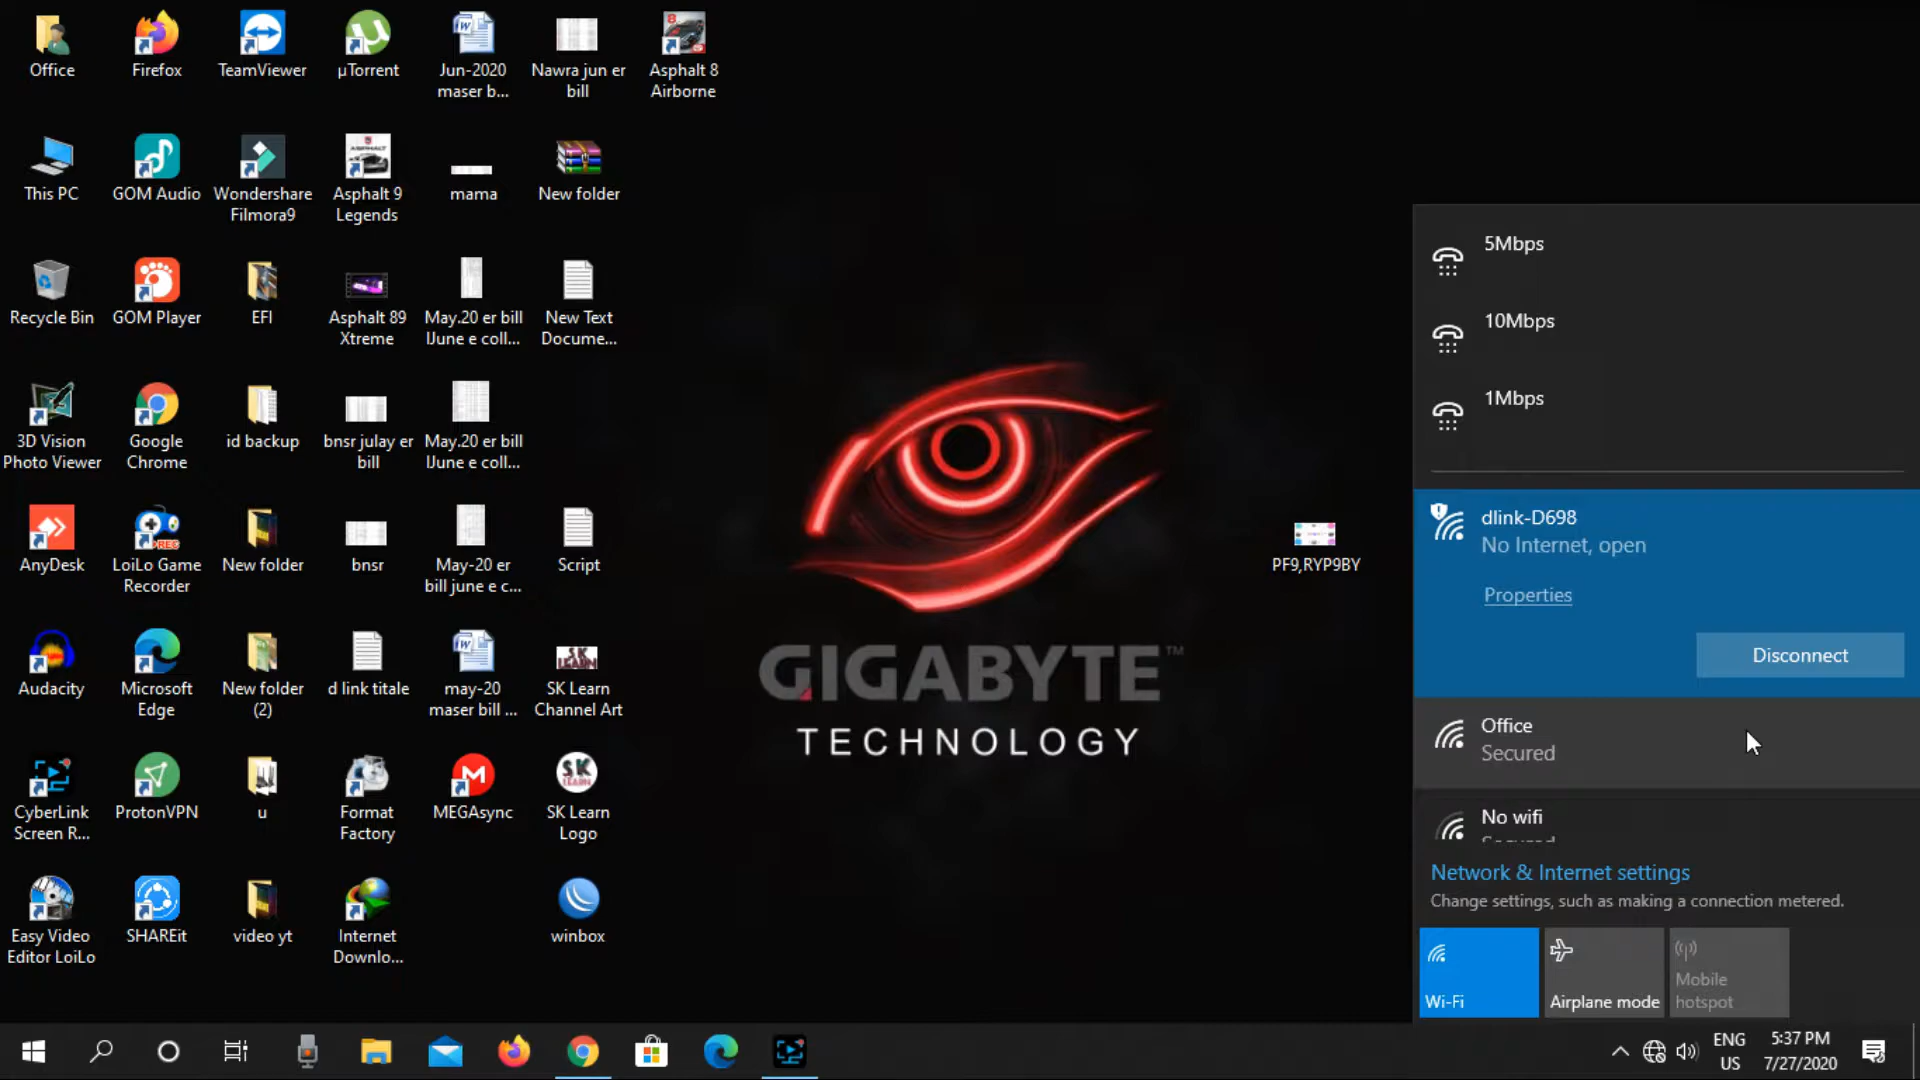 Office
Firefox
TeamViewer
µTorrent
Jun-2020
maser b...
Nawra jun er
bill
Asphalt 8
Airborne
This PC
GOM Audio
Wondershare
Filmora9
Asphalt 9
Legends
mama
New folder
Recycle Bin
GOM Player
EFI
Asphalt 89
Xtreme
May.20 er bill
IJune e coll...
New Text
Docume...
3D Vision
Photo Viewer
Google
Chrome
id backup
bnsr julay er
bill
May.20 er bill
IJune e coll...
AnyDesk
LoiLo Game
Recorder
New folder
bnsr
May-20 er
bill june e c...
Script
Audacity
Microsoft
Edge
New folder
(2)
d link titale
may-20
maser bill ...
SK Learn
Channel Art
CyberLink
Screen R...
ProtonVPN
u
Format
Factory
MEGAsync
SK Learn
Logo
Easy Video
Editor LoiLo
SHAREit
video yt
Internet
Downlo...
winbox
PF9,RYP9BY
GIGABYTE™
TECHNOLOGY
5Mbps
10Mbps
1Mbps
dlink-D698
No Internet, open
Properties
Disconnect
Office
Secured
No wifi
Secured
Network & Internet settings
Change settings, such as making a connection metered.
Wi-Fi
Airplane mode
Mobile
hotspot
ENG
US
5:37 PM
7/27/2020